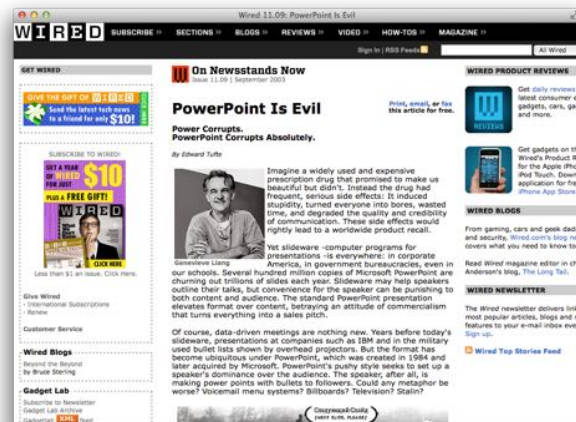 Wired 11.09: PowerPoint Is Evil
WIRED
SUBSCRIBE >> SECTIONS >> BLOGS >> REVIEWS >> VIDEO >> HOW-TOS >> MAGAZINE >>
Sign In | RSS Feeds
All Wired
GET WIRED
GIVE THE GIFT OF WIRED
Send the latest tech news
to a friend for only $10!
SUBSCRIBE TO WIRED!
GET A YEAR
OF WIRED
FOR JUST
$10
PLUS A FREE GIFT!
WIRED
CLICK HERE
Less than $1 an issue. Click Here.
Give Wired
- International Subscriptions
- Renew
Customer Service
Wired Blogs
Beyond the Beyond
by Bruce Sterling
Gadget Lab
Subscribe to Newsletter
Gadget Lab Archive
XML
On Newsstands Now
Issue 11.09 | September 2003
PowerPoint Is Evil
Print, email, or fax
this article for free.
Power Corrupts.
PowerPoint Corrupts Absolutely.
By Edward Tufte
Imagine a widely used and expensive
prescription drug that promised to make us
beautiful but didn't. Instead the drug had
frequent, serious side effects: It induced
stupidity, turned everyone into bores, wasted
time, and degraded the quality and credibility
of communication. These side effects would
rightly lead to a worldwide product recall.
Genevieve Liang
Yet slideware -computer programs for
presentations -is everywhere: in corporate
America, in government bureaucracies, even in
our schools. Several hundred million copies of Microsoft PowerPoint are
churning out trillions of slides each year. Slideware may help speakers
outline their talks, but convenience for the speaker can be punishing to
both content and audience. The standard PowerPoint presentation
elevates format over content, betraying an attitude of commercialism
that turns everything into a sales pitch.
Of course, data-driven meetings are nothing new. Years before today's
slideware, presentations at companies such as IBM and in the military
used bullet lists shown by overhead projectors. But the format has
become ubiquitous under PowerPoint, which was created in 1984 and
later acquired by Microsoft. PowerPoint's pushy style seeks to set up a
speaker's dominance over the audience. The speaker, after all, is
making power points with bullets to followers. Could any metaphor be
worse? Voicemail menu systems? Billboards? Television? Stalin?
WIRED PRODUCT REVIEWS
REVIEWS
Get daily reviews
latest consumer
gadgets, cars,
and more.
Get gadgets on
Wired's Product
for the Apple
iPod Touch.
application for
iPhone App Store
WIRED BLOGS
From gaming, cars and geek
and security, Wired.com's blog
covers what you need to know
Read Wired magazine editor in
Anderson's blog, The Long Tail.
WIRED NEWSLETTER
The Wired newsletter delivers
most popular articles, blogs and
features to your e-mail inbox
Sign up.
Wired Top Stories Feed